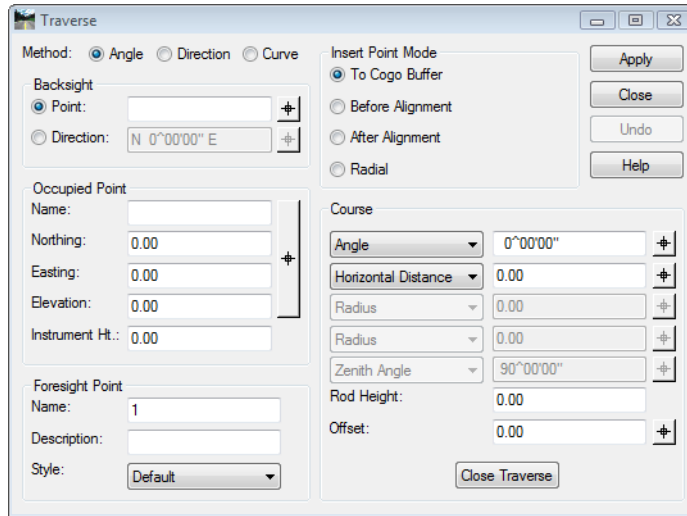 Traverse
Method: Angle Direction Curve
Backsight
Point:
Direction: N 0^00'00" E
Occupied Point
Name:
Northing: 0.00
Easting: 0.00
Elevation: 0.00
Instrument Ht.: 0.00
Foresight Point
Name: 1
Description:
Style: Default
Insert Point Mode
To Cogo Buffer
Before Alignment
After Alignment
Radial
Apply
Close
Undo
Help
Course
Angle 0^00'00"
Horizontal Distance 0.00
Radius 0.00
Radius 0.00
Zenith Angle 90^00'00"
Rod Height: 0.00
Offset: 0.00
Close Traverse